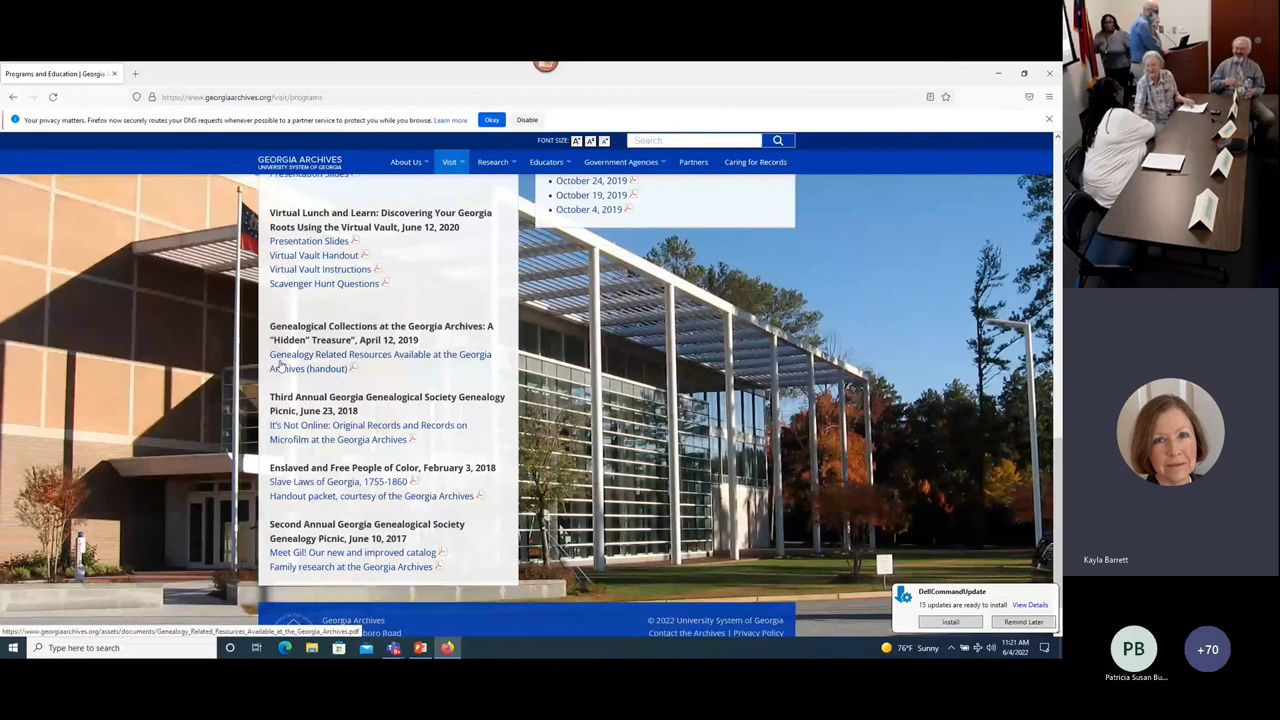 Programs and Education | Georgia A
https://www.georgiaarchives.org/visit/programs
Your privacy matters. Firefox now securely routes your DNS requests whenever possible to a partner service to protect you while you browse. Learn more
Okay
Disable
FONT SIZE: A+ A= A-
Search
GEORGIA ARCHIVES
UNIVERSITY SYSTEM OF GEORGIA
About Us
Visit
Research
Educators
Government Agencies
Partners
Caring for Records
Presentation Slides
Virtual Lunch and Learn: Discovering Your Georgia
Roots Using the Virtual Vault, June 12, 2020
Presentation Slides
Virtual Vault Handout
Virtual Vault Instructions
Scavenger Hunt Questions
Genealogical Collections at the Georgia Archives: A
“Hidden” Treasure”, April 12, 2019
Genealogy Related Resources Available at the Georgia
Archives (handout)
Third Annual Georgia Genealogical Society Genealogy
Picnic, June 23, 2018
It’s Not Online: Original Records and Records on
Microfilm at the Georgia Archives
Enslaved and Free People of Color, February 3, 2018
Slave Laws of Georgia, 1755-1860
Handout packet, courtesy of the Georgia Archives
Second Annual Georgia Genealogical Society
Genealogy Picnic, June 10, 2017
Meet Gil! Our new and improved catalog
Family research at the Georgia Archives
• October 24, 2019
• October 19, 2019
• October 4, 2019
Georgia Archives
© 2022 University System of Georgia
Contact the Archives | Privacy Policy
https://www.georgiaarchives.org/assets/documents/Genealogy_Related_Resources_Available_at_the_Georgia_Archives.pdf
DellCommandUpdate
15 updates are ready to install View Details
Install
Remind Later
Type here to search
76°F Sunny
11:21 AM
6/4/2022
Kayla Barrett
PB
Patricia Susan Bu...
+70